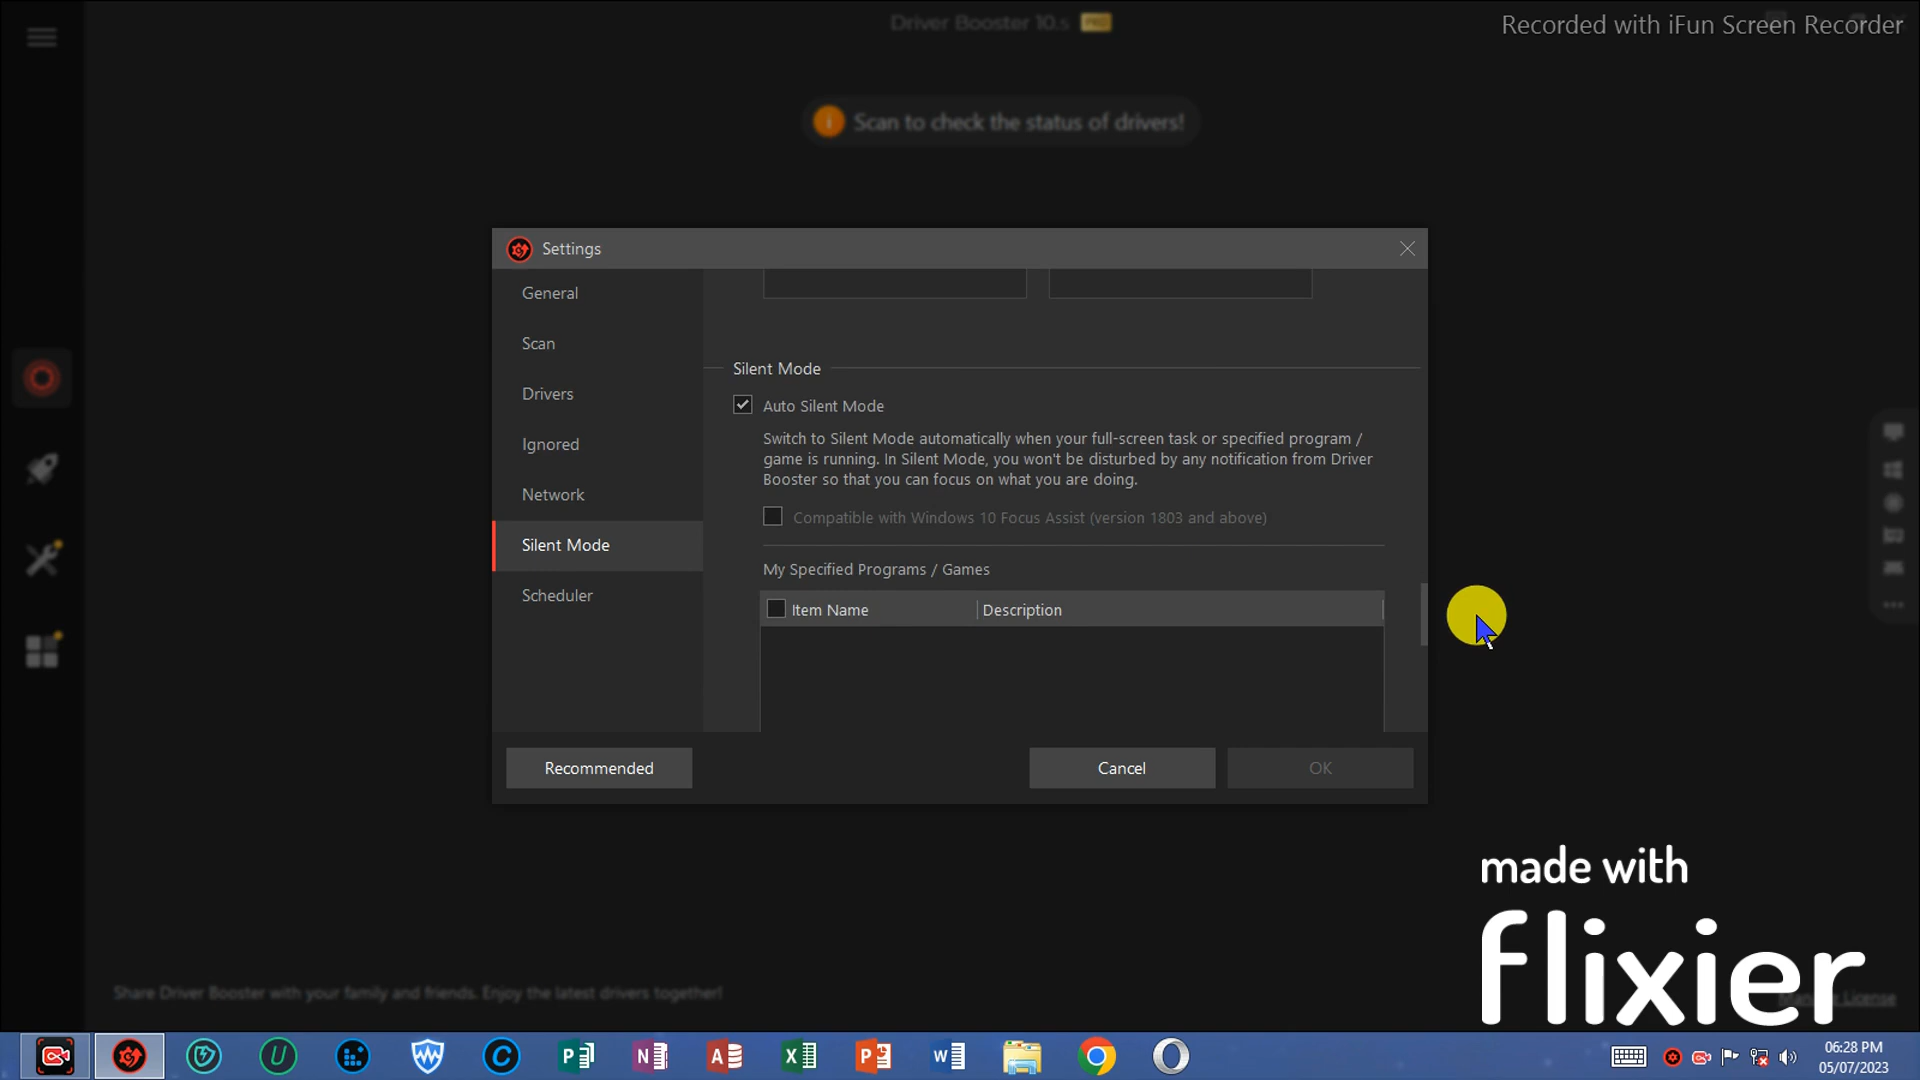 Driver Booster 10.5 PRO
Recorded with iFun Screen Recorder
Scan to check the status of drivers!
Settings
General
Scan
Drivers
Ignored
Network
Silent Mode
Scheduler
Silent Mode
Auto Silent Mode
Switch to Silent Mode automatically when your full-screen task or specified program /
game is running. In Silent Mode, you won't be disturbed by any notification from Driver
Booster so that you can focus on what you are doing.
Compatible with Windows 10 Focus Assist (version 1803 and above)
My Specified Programs / Games
Item Name
Description
Recommended
Cancel
OK
made with
flixier
Share Driver Booster with your family and friends. Enjoy the latest drivers together!
License
06:28 PM
05/07/2023